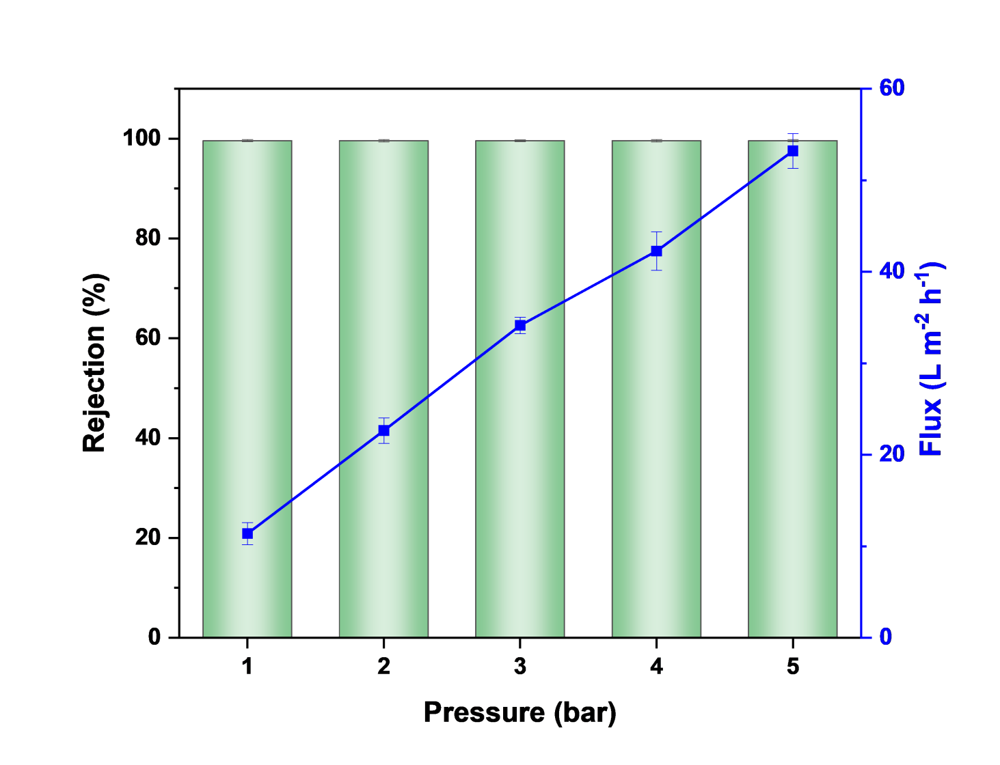 Rejection (%)
100
80
60
40
20
0
1 2 3 4 5
Pressure (bar)
60
40
20
0
Flux (L m⁻² h⁻¹)